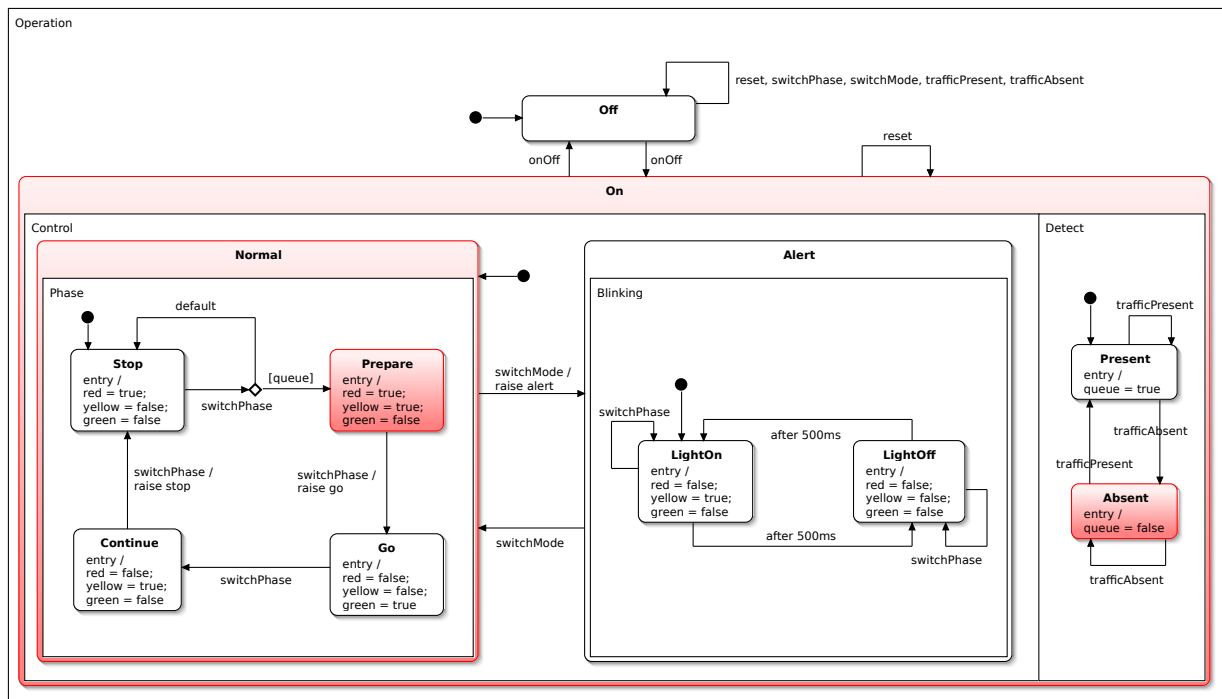 Operation
reset, switchPhase, switchMode, trafficPresent, trafficAbsent
Off
onOff
onOff
reset
On
Control
Normal
Phase
default
Stop
entry /
red = true;
yellow = false;
green = false
switchPhase
[queue]
Prepare
entry /
red = true;
yellow = true;
green = false
switchPhase /
raise stop
switchPhase /
raise go
Continue
entry /
red = false;
yellow = true;
green = false
switchPhase
Go
entry /
red = false;
yellow = false;
green = true
switchMode /
raise alert
switchMode
Alert
Blinking
switchPhase
LightOn
entry /
red = false;
yellow = true;
green = false
after 500ms
after 500ms
LightOff
entry /
red = false;
yellow = false;
green = false
switchPhase
Detect
trafficPresent
Present
entry /
queue = true
trafficAbsent
trafficPresent
Absent
entry /
queue = false
trafficAbsent